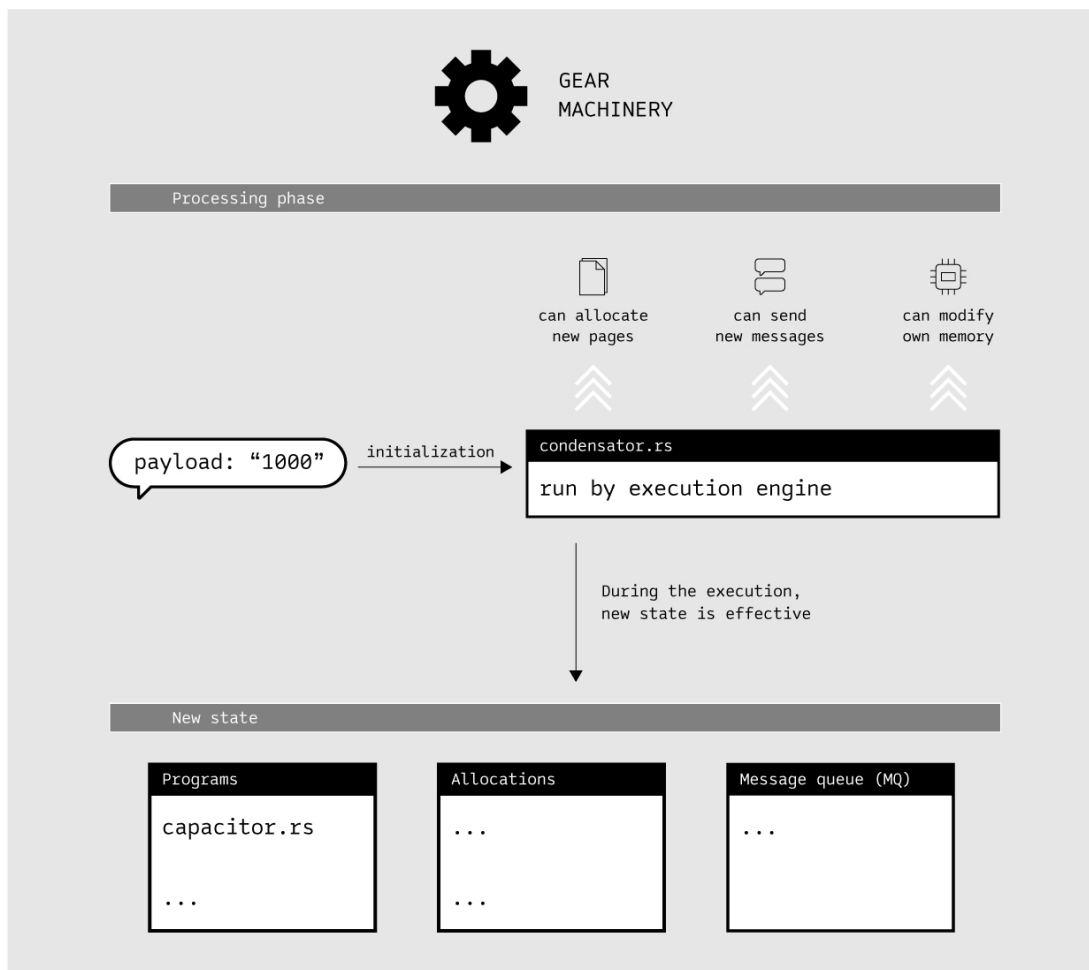 GEAR
MACHINERY
Processing phase
can allocate
new pages
can send
new messages
can modify
own memory
payload: “1000”
initialization
condensator.rs
run by execution engine
During the execution,
new state is effective
New state
Programs
capacitor.rs
...
Allocations
...
...
Message queue (MQ)
...